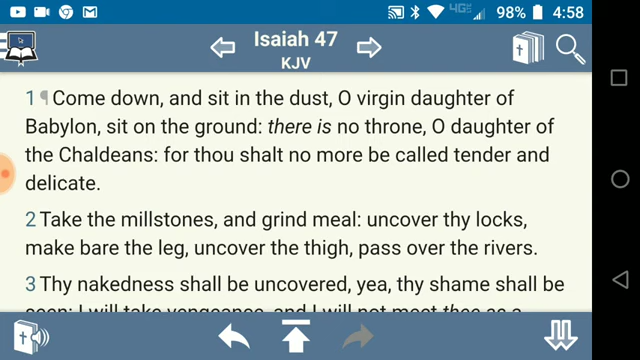 4G 98% 4:58
Isaiah 47
KJV
1 ¶ Come down, and sit in the dust, O virgin daughter of
Babylon, sit on the ground: there is no throne, O daughter of
the Chaldeans: for thou shalt no more be called tender and
delicate.
2 Take the millstones, and grind meal: uncover thy locks,
make bare the leg, uncover the thigh, pass over the rivers.
3 Thy nakedness shall be uncovered, yea, thy shame shall be
seen: I will take vengeance, and I will not meet thee as a